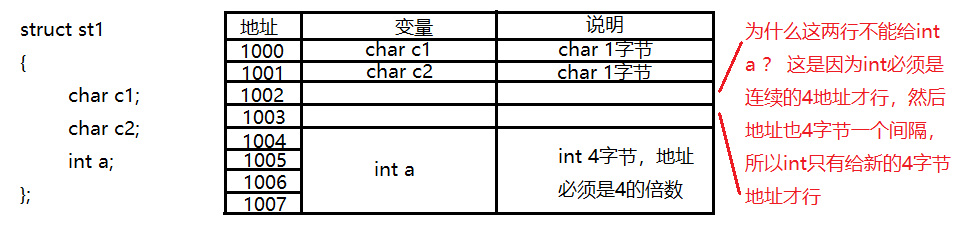 struct st1
{
char c1;
char c2;
int a;
};
地址 变量 说明
1000 char c1 char 1字节
1001 char c2 char 1字节
1002
1003
1004
1005
1006
1007
int a
int 4字节，地址
必须是4的倍数
为什么这两行不能给int
a ？ 这是因为int必须是
连续的4地址才行，然后
地址也4字节一个间隔，
所以int只有给新的4字节
地址才行